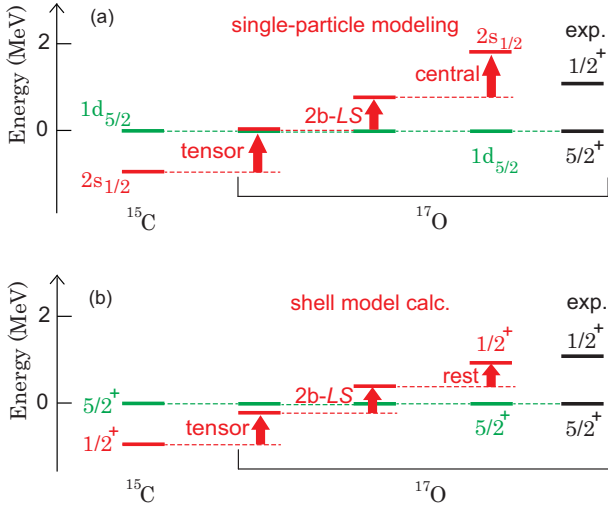 (a)
single-particle modeling
2s1/2
exp.
Energy (MeV)
2
0
1d5/2
tensor
2b-LS
central
1/2+
2s1/2
1d5/2
5/2+
15C
17O
(b)
shell model calc.
exp.
Energy (MeV)
2
0
1/2+
1/2+
5/2+
2b-LS
rest
1/2+
tensor
5/2+
5/2+
15C
17O